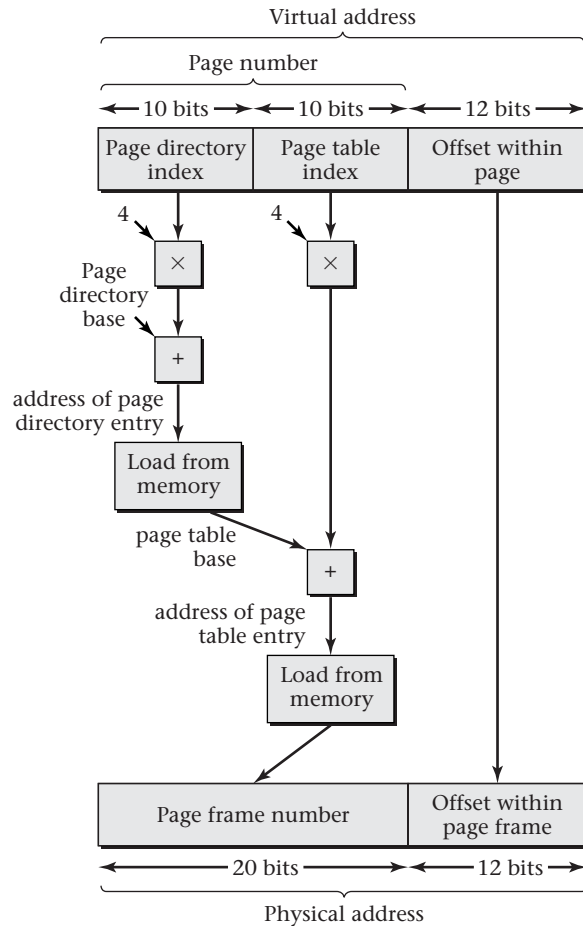 Virtual address
Page number
10 bits 10 bits 12 bits
Page directory
index
Page table
index
Offset within
page
4
4
×
×
Page
directory
base
+
address of page
directory entry
Load from
memory
page table
base
+
address of page
table entry
Load from
memory
Page frame number
Offset within
page frame
20 bits 12 bits
Physical address